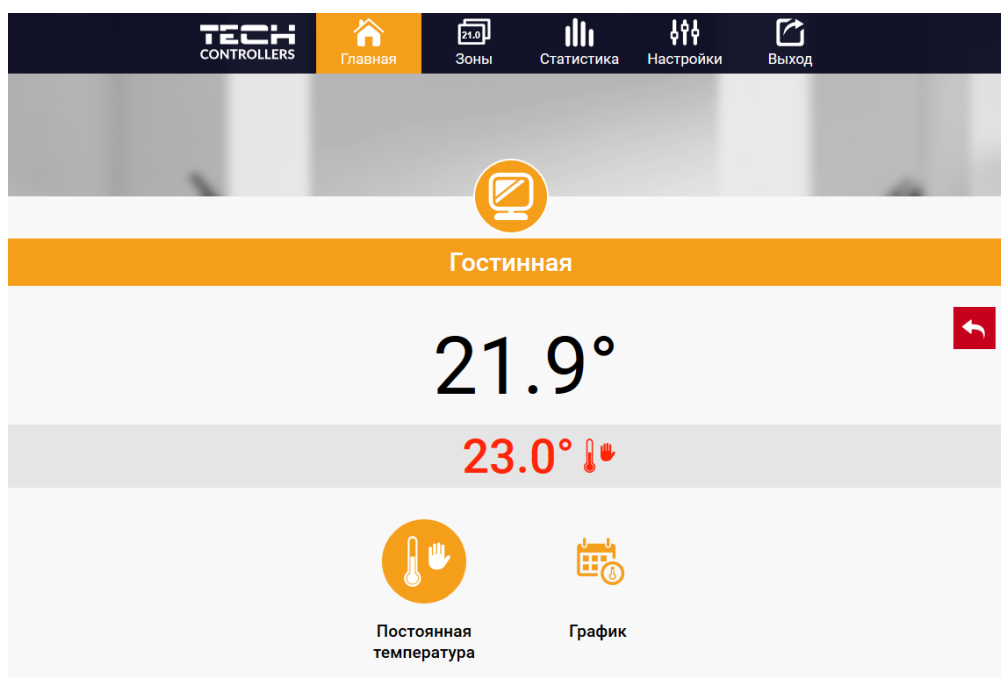 TECH
CONTROLLERS
Главная
21.0
Зоны
Статистика
Настройки
Выход
Гостинная
21.9°
23.0°
Постоянная
температура
График